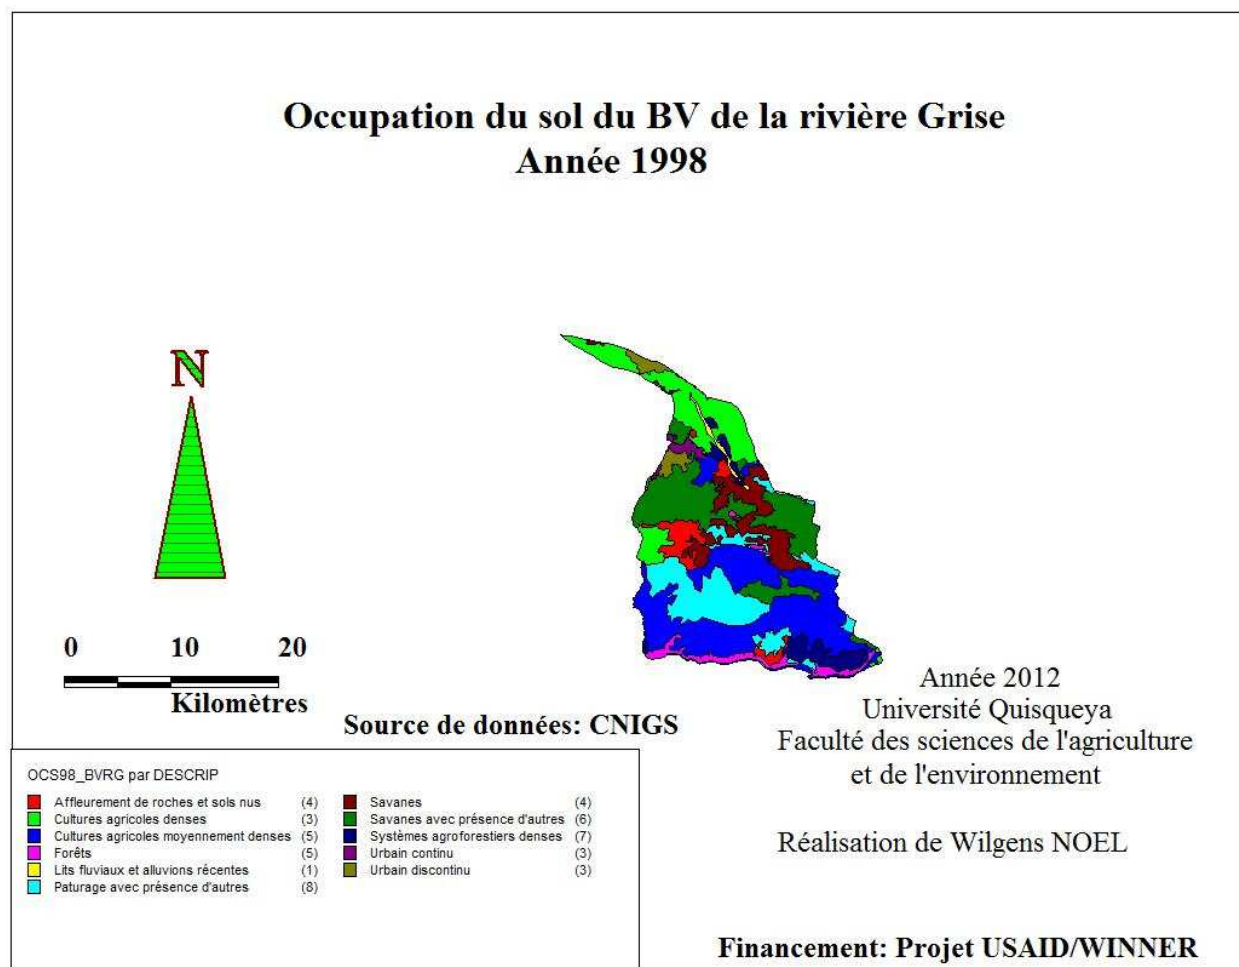 Occupation du sol du BV de la rivière Grise
Année 1998
N
0 10 20
Kilomètres
Source de données: CNIGS
Année 2012
Université Quisqueya
Faculté des sciences de l'agriculture
et de l'environnement
Réalisation de Wilgens NOEL
OCS98_BVRG par DESCRIP
Affleurement de roches et sols nus (4)
Cultures agricoles denses (3)
Cultures agricoles moyennement denses (5)
Forêts (5)
Lits fluviaux et alluvions récentes (1)
Paturage avec présence d'autres (8)
Savanes (4)
Savanes avec présence d'autres (6)
Systèmes agroforestiers denses (7)
Urbain continu (3)
Urbain discontinu (3)
Financement: Projet USAID/WINNER